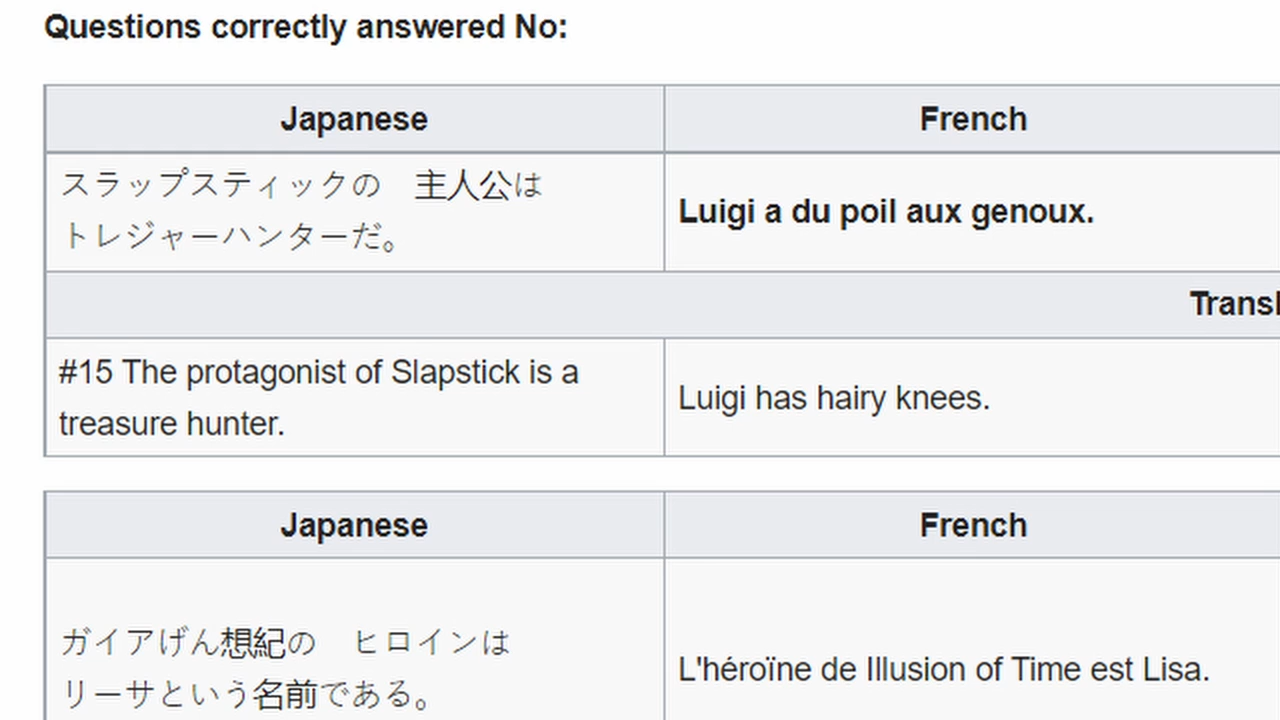 Questions correctly answered No:
Japanese French
スラップスティックの　主人公は
トレジャーハンターだ。
Luigi a du poil aux genoux.
#15 The protagonist of Slapstick is a
treasure hunter.
Luigi has hairy knees.
Japanese French
ガイアげん想紀の　ヒロインは
リーサという名前である。
L'héroïne de Illusion of Time est Lisa.